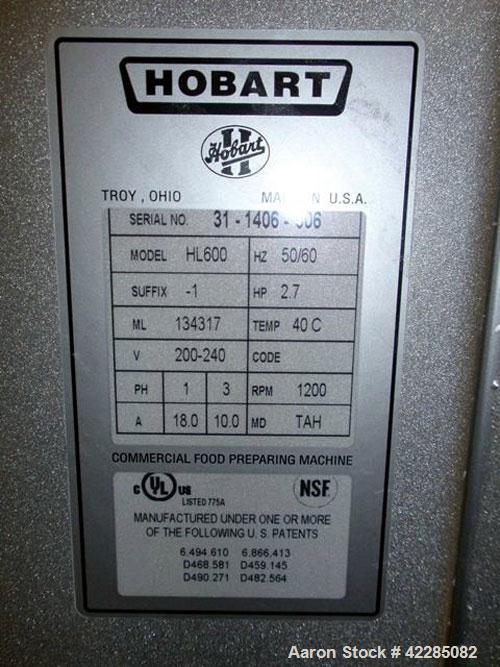 HOBART
Hobart
TROY, OHIO U.S.A.
SERIAL NO. 31 - 1406 -
MODEL HL600 HZ 50/60
SUFFIX -1 HP 2.7
ML 134317 TEMP 40 C
V 200-240 CODE
PH 1 3 RPM 1200
A 18.0 10.0 MD TAH
COMMERCIAL FOOD PREPARING MACHINE
C UL US NSF
LISTED 775A
MANUFACTURED UNDER ONE OR MORE
OF THE FOLLOWING U. S. PATENTS
6.494.610 6.866.413
D468.581 D459.145
D490.271 D482.564
Aaron Stock # 42285082